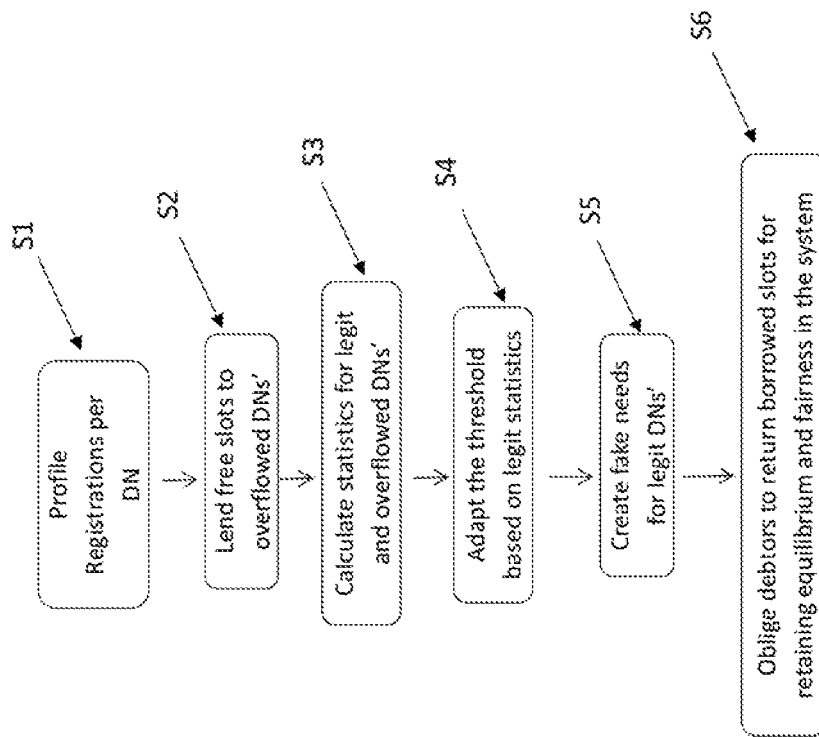 Profile
Registrations per
DN
S1
Lend free slots to
overflowed DNs'
S2
Calculate statistics for legit
and overflowed DNs'
S3
Adapt the threshold
based on legit statistics
S4
Create fake needs
for legit DNs'
S5
Oblige debtors to return borrowed slots for
retaining equilibrium and fairness in the system
S6